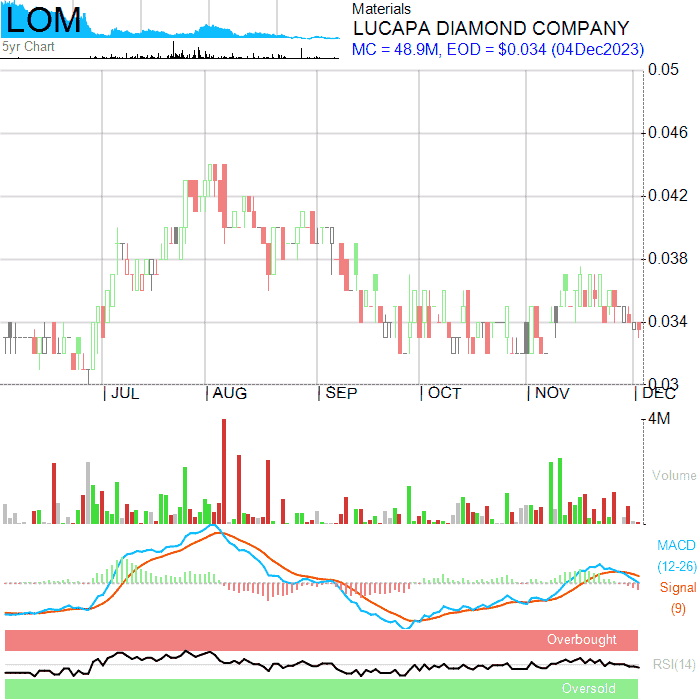 LOM
5yr Chart
Materials
LUCAPA DIAMOND COMPANY
MC = 48.9M, EOD = $0.034 (04Dec2023)
0.05
0.046
0.042
0.038
0.034
0.03
JUL
AUG
SEP
OCT
NOV
DEC
4M
Volume
MACD
(12-26)
Signal
(9)
Overbought
RSI(14)
Oversold